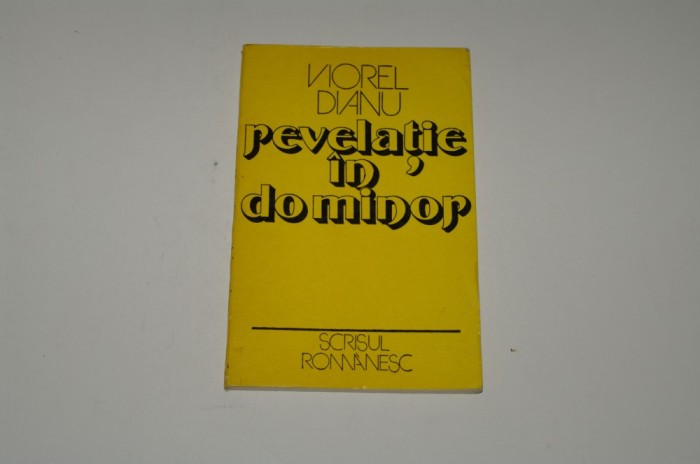 VIOREL
DIANU
revelație
în
do minor
SCRISUL
ROMÂNESC